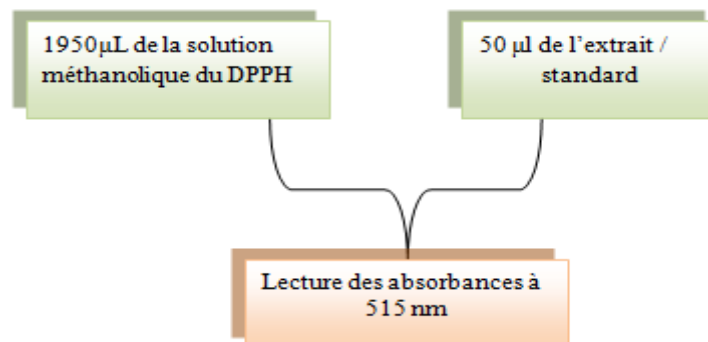 1950µL de la solution
méthanolique du DPPH
50 µl de l'extrait /
standard
Lecture des absorbances à
515 nm